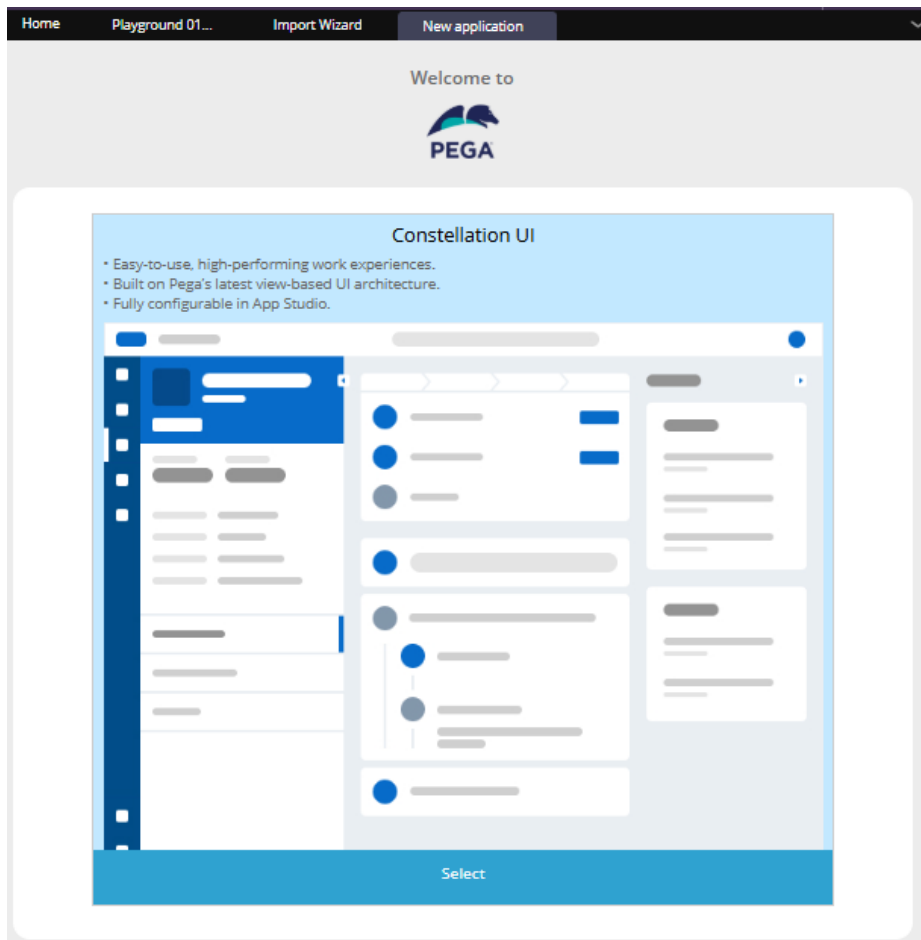 Home Playground 01... Import Wizard New application
Welcome to
PEGA
Constellation UI
• Easy-to-use, high-performing work experiences.
• Built on Pega's latest view-based UI architecture.
• Fully configurable in App Studio.
Select